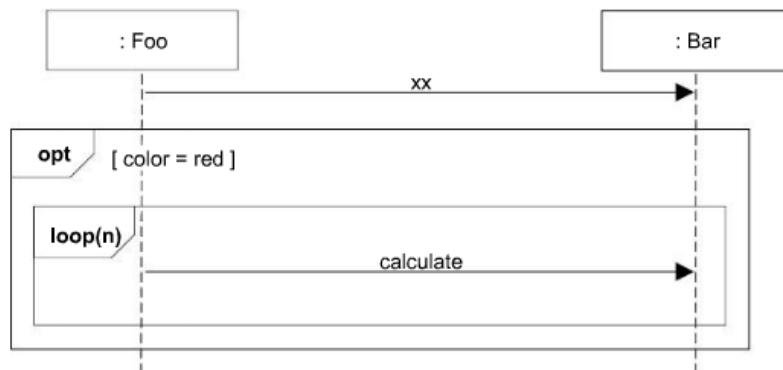 : Foo
: Bar
xx
opt
[ color = red ]
loop(n)
calculate